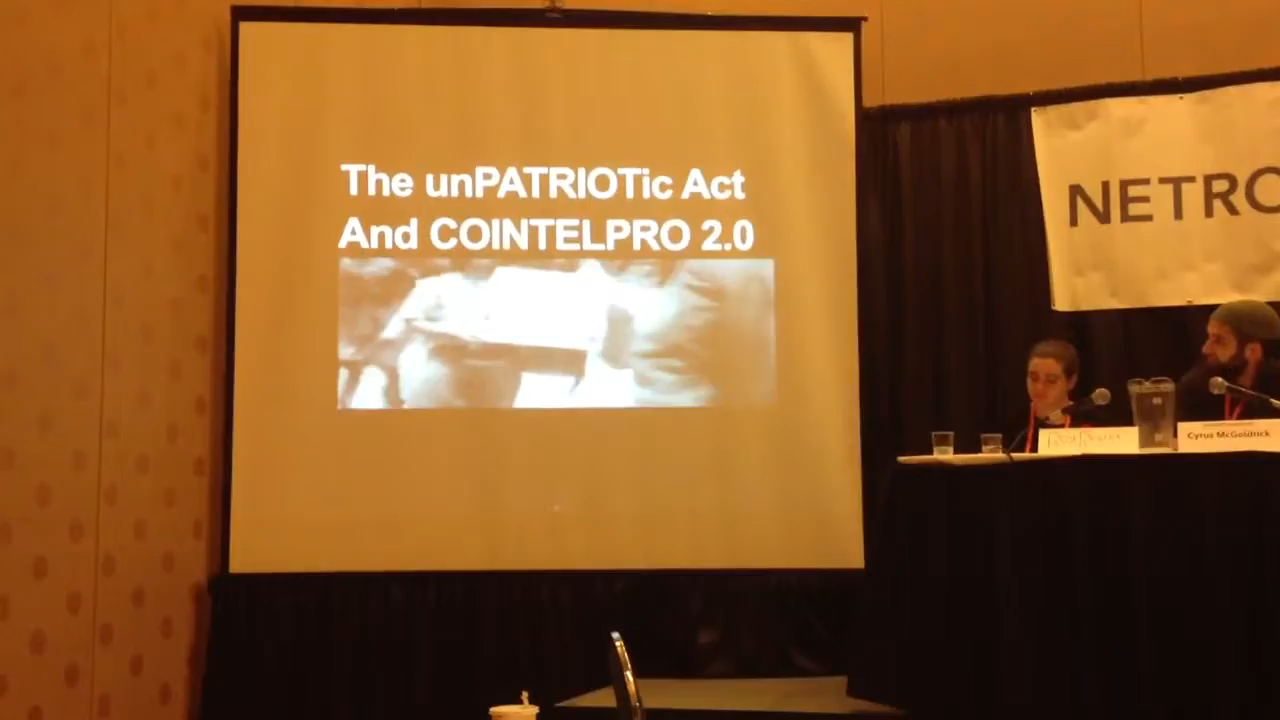 The unPATRIOTic Act
And COINTELPRO 2.0
NETRO
Cyrus McGoldrick